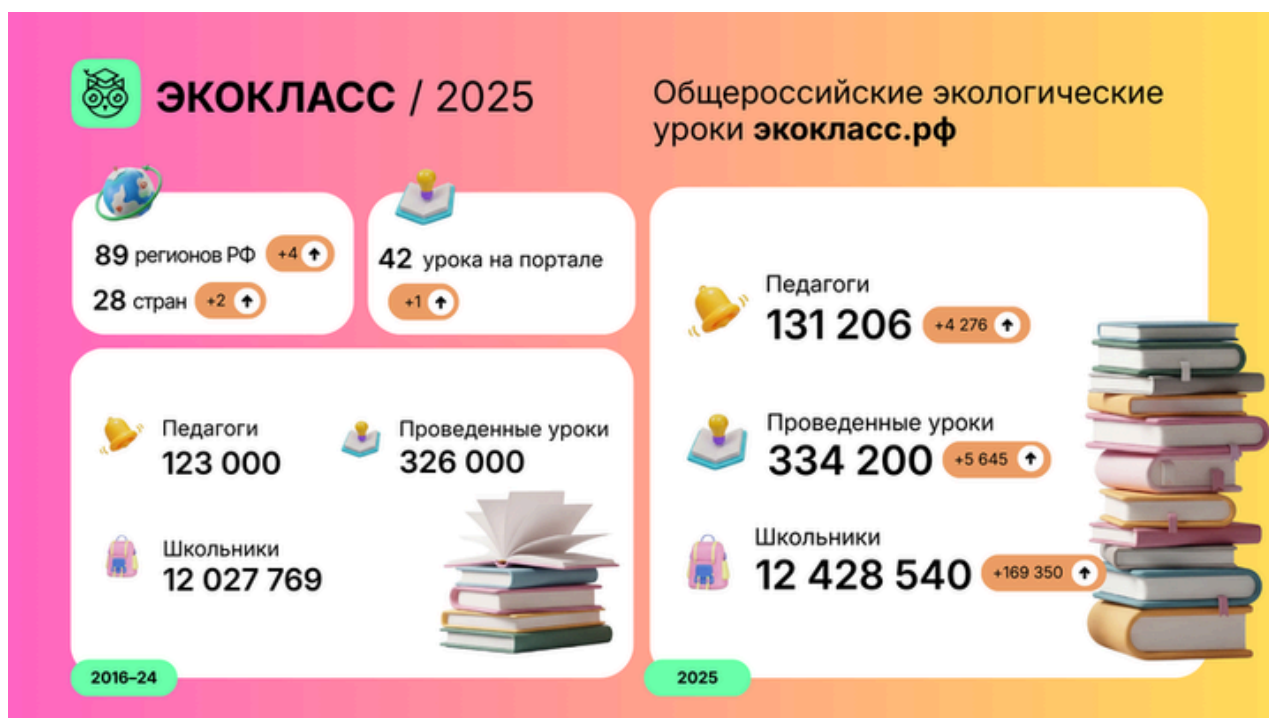 ЭКОКЛАСС / 2025
Общероссийские экологические
уроки экокласс.рф
89 регионов РФ +4
28 стран +2
42 урока на портале
+1
Педагоги
123 000
Проведенные уроки
326 000
Школьники
12 027 769
2016–24
Педагоги
131 206 +4 276
Проведенные уроки
334 200 +5 645
Школьники
12 428 540 +169 350
2025